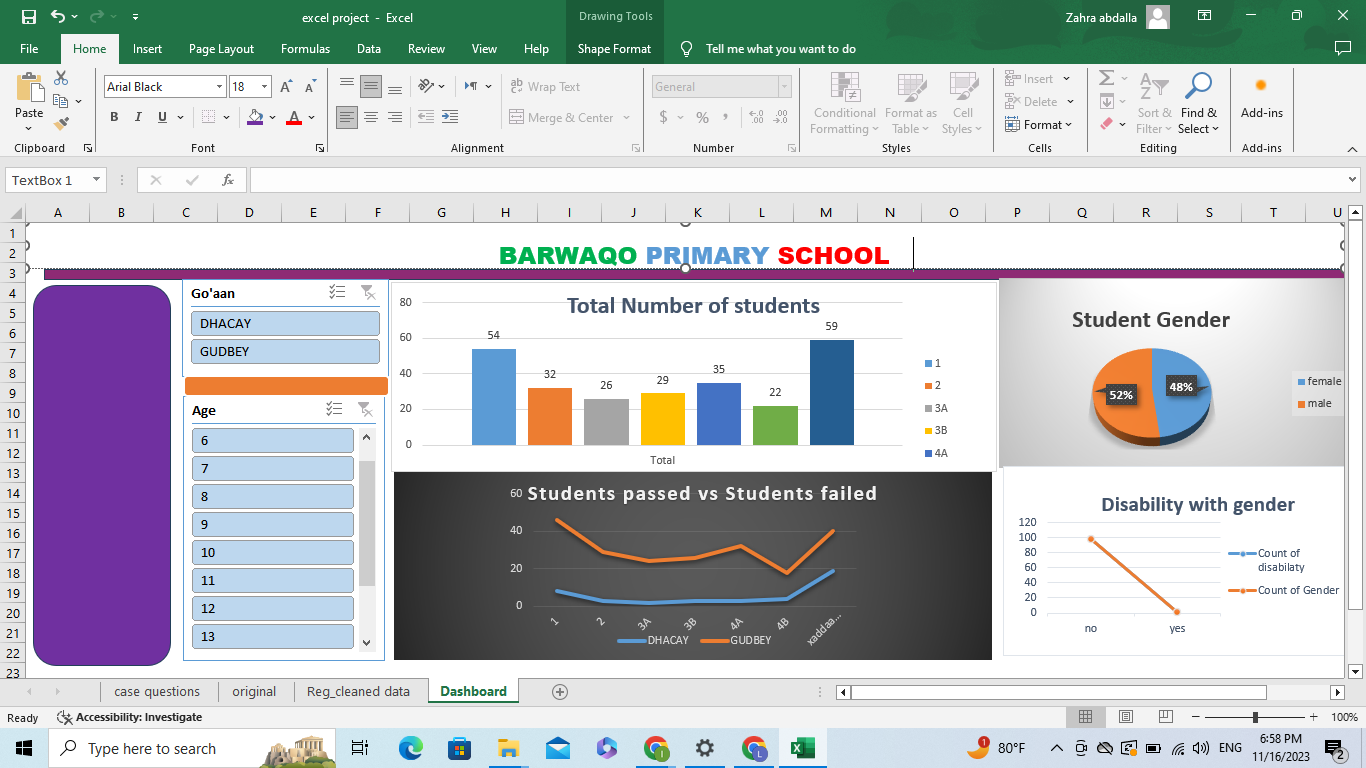 excel project - Excel
Drawing Tools
Zahra abdalla
File Home Insert Page Layout Formulas Data Review View Help Shape Format Tell me what you want to do
Paste
Arial Black 18
B I U
Wrap Text
Merge & Center
General
$ % ,
Conditional Formatting
Format as Table
Cell Styles
Insert
Delete
Format
Sort & Filter
Find & Select
Add-ins
Clipboard Font Alignment Number Styles Cells Editing Add-ins
TextBox 1
fx
A B C D E F G H I J K L M N O P Q R S T U
1
2
3
4
5
6
7
8
9
10
11
12
13
14
15
16
17
18
19
20
21
22
23
BARWAQO PRIMARY SCHOOL
Go'aan
DHACAY
GUDBEY
Age
6
7
8
9
10
11
12
13
Total Number of students
80
60
40
20
0
54 32 26 29 35 22 59
Total
1
2
3A
3B
4A
Student Gender
52% 48%
female
male
Students passed vs Students failed
60
40
20
0
1 2 3A 3B 4A 4B xaddaa...
DHACAY GUDBEY
Disability with gender
120
100
80
60
40
20
0
no yes
Count of
disabilaty
Count of Gender
case questions original Reg_cleaned data Dashboard
Ready Accessibility: Investigate 100%
Type here to search
1
80°F
ENG
6:58 PM
11/16/2023
2